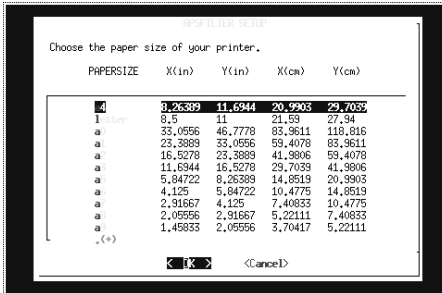 APSFILTER SETUP
Choose the paper size of your printer.
PAPERSIZE X(in) Y(in) X(cm) Y(cm)
a4 8.26389 11.6944 20.9903 29.7039
letter 8.5 11 21.59 27.94
a 33.0556 46.7778 83.9611 118.816
a 23.3889 33.0556 59.4078 83.9611
a 16.5278 23.3889 41.9806 59.4078
a 11.6944 16.5278 29.7039 41.9806
a 5.84722 8.26389 14.8519 20.9903
a 4.125 5.84722 10.4775 14.8519
a 2.91667 4.125 7.40833 10.4775
a 2.05556 2.91667 5.22111 7.40833
a 1.45833 2.05556 3.70417 5.22111
.(+)
< OK > <Cancel>